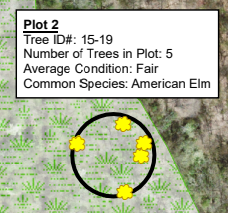 Plot 2
Tree ID#: 15-19
Number of Trees in Plot: 5
Average Condition: Fair
Common Species: American Elm